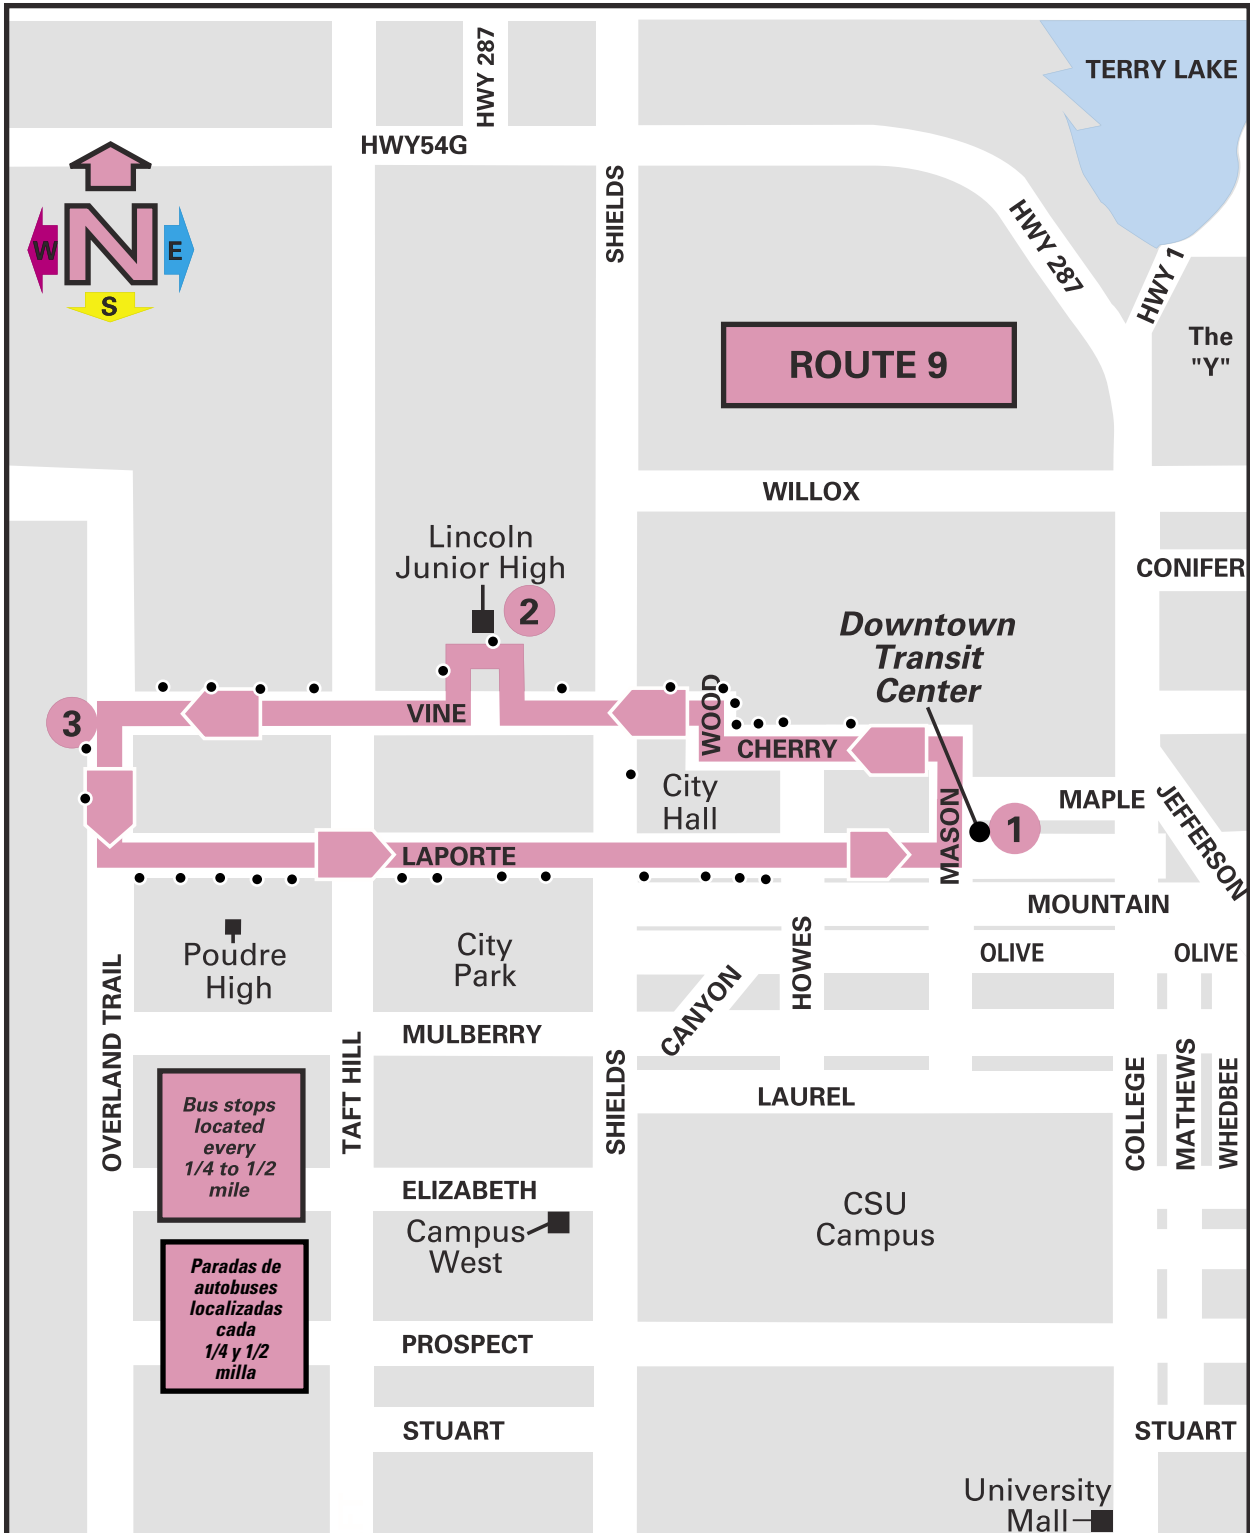 HWY 287
TERRY LAKE
HWY54G
SHIELDS
N
W
E
S
HWY 287
HWY 1
The
"Y"
ROUTE 9
WILLOX
Lincoln
Junior High
CONIFER
2
Downtown
Transit
Center
3
VINE
WOOD
CHERRY
City
Hall
MASON
MAPLE
JEFFERSON
1
LAPORTE
MOUNTAIN
Poudre
High
City
Park
HOWES
OLIVE
OLIVE
CANYON
OVERLAND TRAIL
MULBERRY
TAFT HILL
SHIELDS
COLLEGE
MATHEWS
WHEDBEE
LAUREL
Bus stops
located
every
1/4 to 1/2
mile
ELIZABETH
Campus
West
CSU
Campus
Paradas de
autobuses
localizadas
cada
1/4 y 1/2
milla
PROSPECT
STUART
STUART
University
Mall